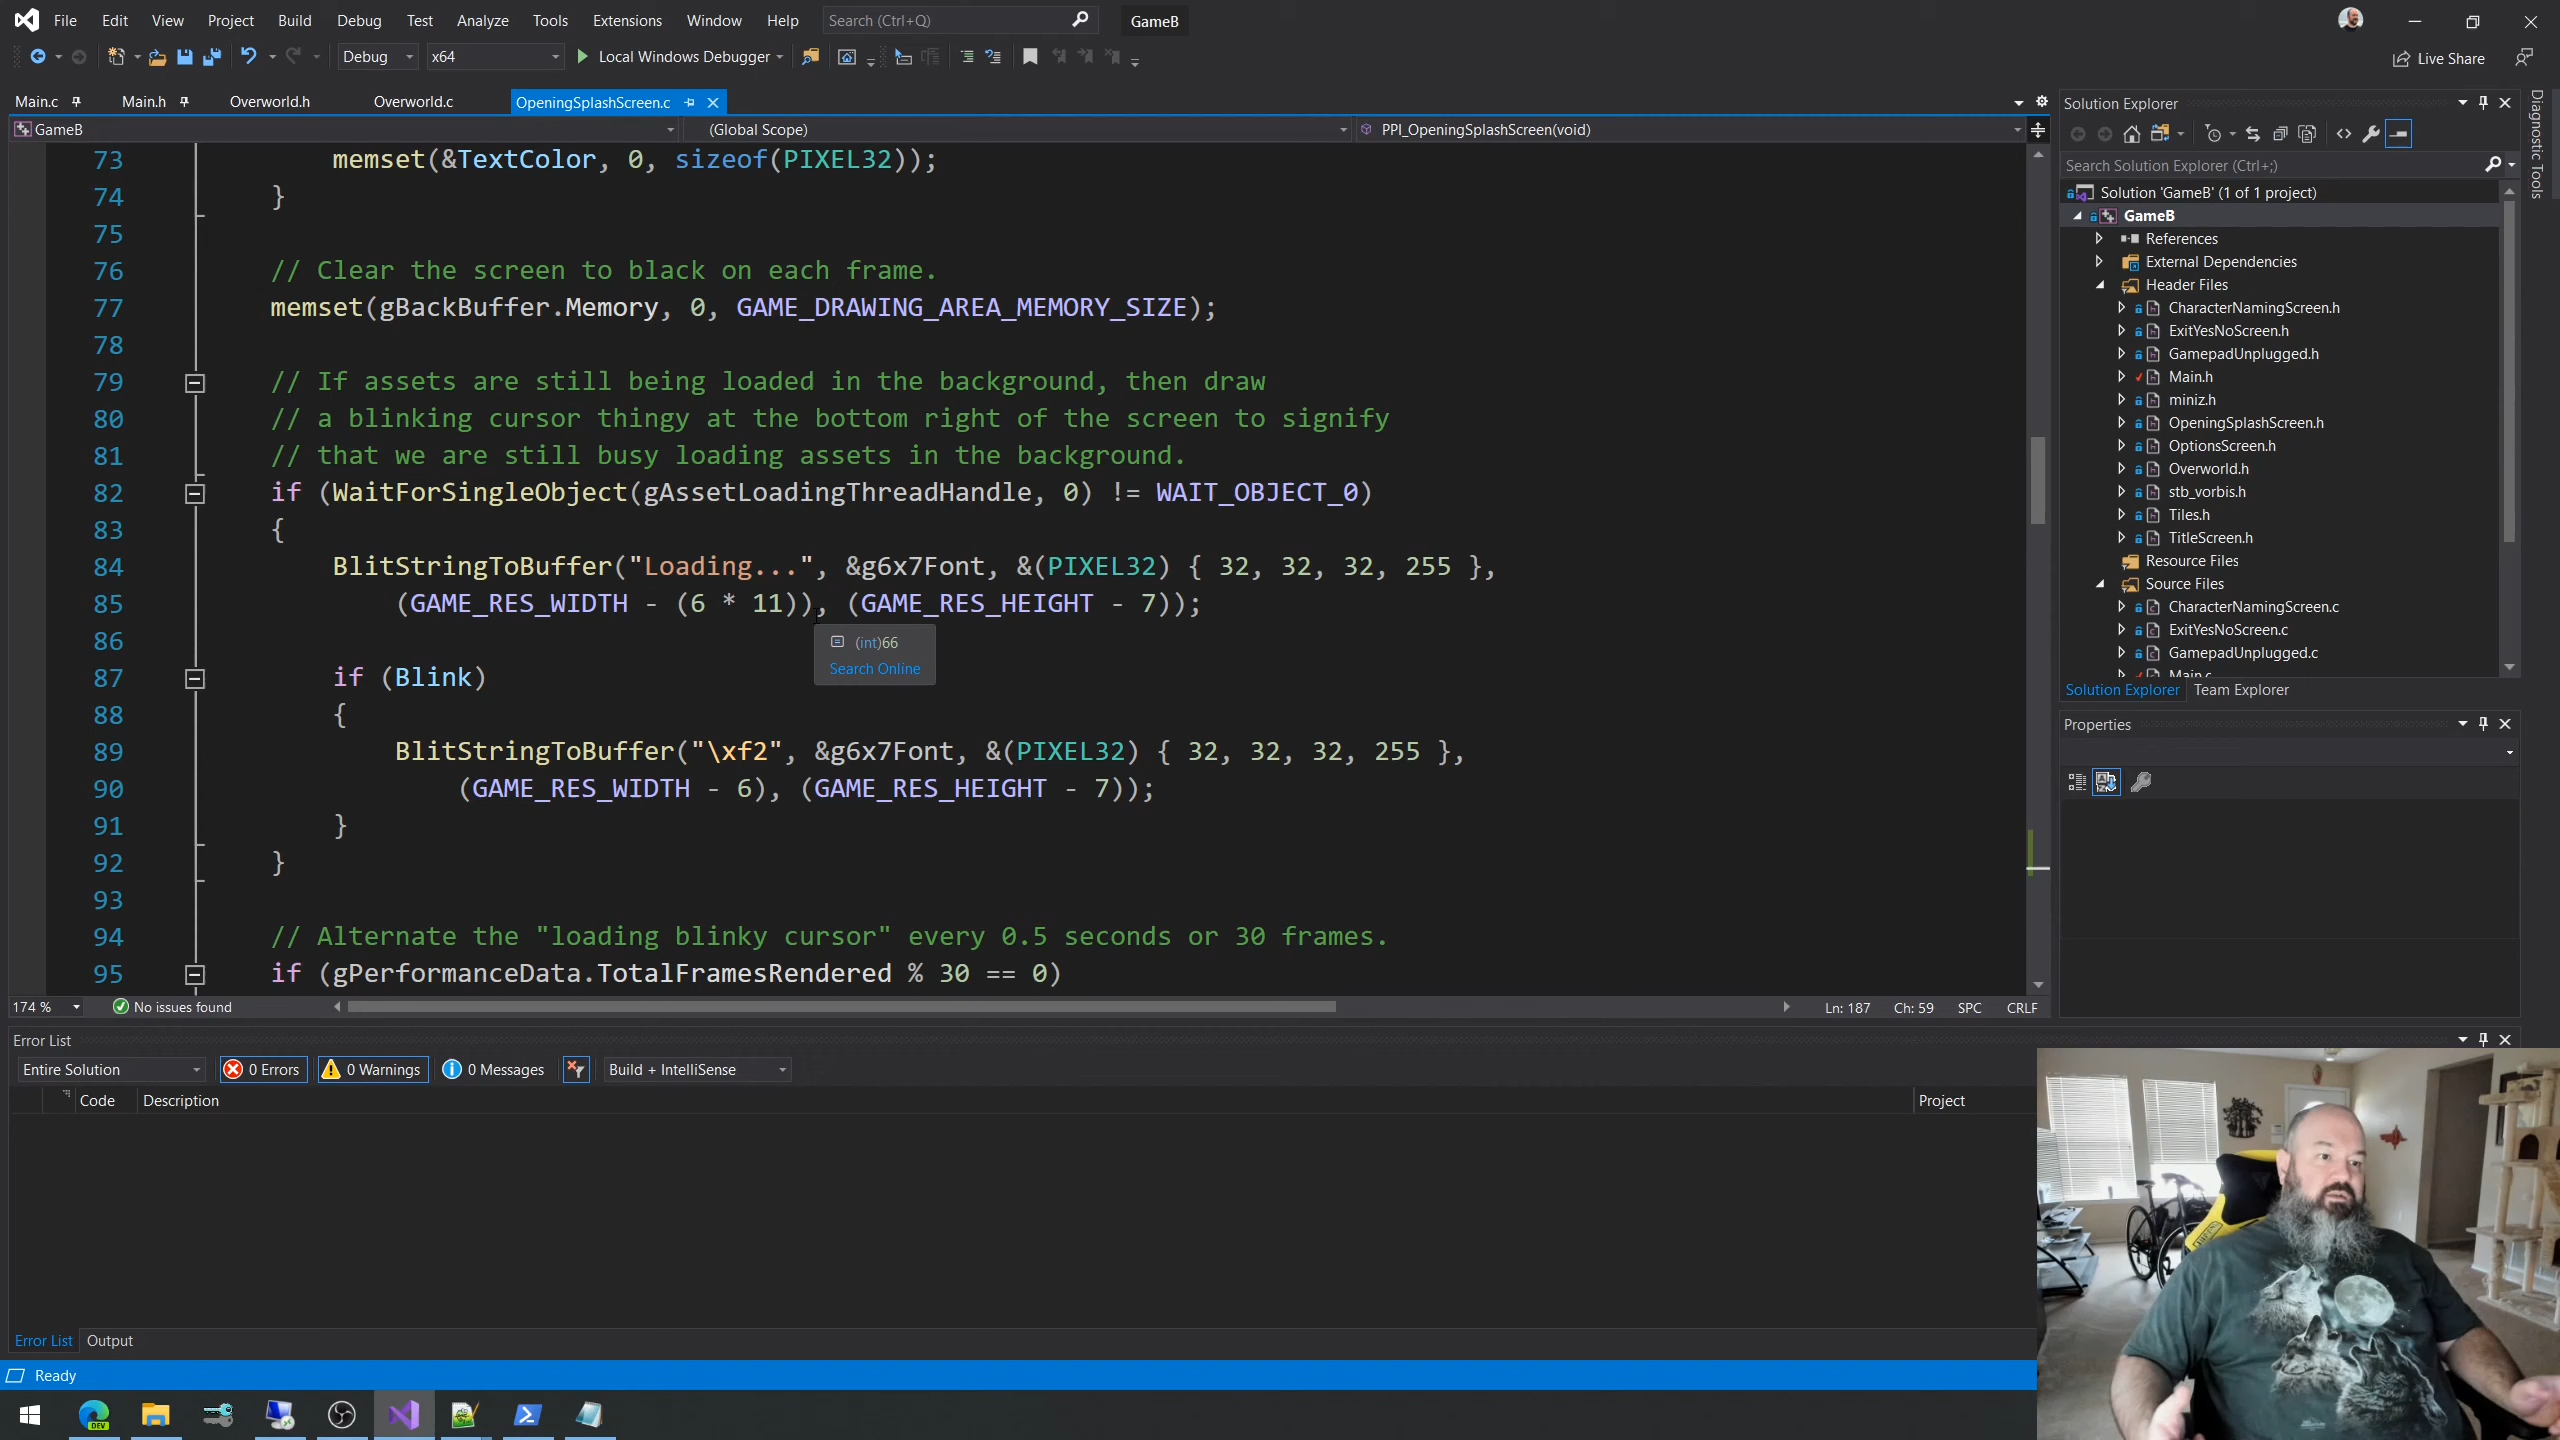 File Edit View Project Build Debug Test Analyze Tools Extensions Window Help Search (Ctrl+Q) GameB
Debug x64 Local Windows Debugger Live Share
Main.c Main.h Overworld.h Overworld.c OpeningSplashScreen.c
GameB (Global Scope) PPI_OpeningSplashScreen(void)
73 memset(&TextColor, 0, sizeof(PIXEL32));
74 }
75
76 // Clear the screen to black on each frame.
77 memset(gBackBuffer.Memory, 0, GAME_DRAWING_AREA_MEMORY_SIZE);
78
79 // If assets are still being loaded in the background, then draw
80 // a blinking cursor thingy at the bottom right of the screen to signify
81 // that we are still busy loading assets in the background.
82 if (WaitForSingleObject(gAssetLoadingThreadHandle, 0) != WAIT_OBJECT_0)
83 {
84 BlitStringToBuffer("Loading...", &g6x7Font, &(PIXEL32) { 32, 32, 32, 255 },
85 (GAME_RES_WIDTH - (6 * 11)), (GAME_RES_HEIGHT - 7));
86
(int)66
Search Online
87 if (Blink)
88 {
89 BlitStringToBuffer("\xf2", &g6x7Font, &(PIXEL32) { 32, 32, 32, 255 },
90 (GAME_RES_WIDTH - 6), (GAME_RES_HEIGHT - 7));
91 }
92 }
93
94 // Alternate the "loading blinky cursor" every 0.5 seconds or 30 frames.
95 if (gPerformanceData.TotalFramesRendered % 30 == 0)
174 % No issues found Ln: 187 Ch: 59 SPC CRLF
Error List
Entire Solution 0 Errors 0 Warnings 0 Messages Build + IntelliSense
Code Description Project
Error List Output
Ready
Solution Explorer
Search Solution Explorer (Ctrl+;)
Solution 'GameB' (1 of 1 project)
GameB
References
External Dependencies
Header Files
CharacterNamingScreen.h
ExitYesNoScreen.h
GamepadUnplugged.h
Main.h
miniz.h
OpeningSplashScreen.h
OptionsScreen.h
Overworld.h
stb_vorbis.h
Tiles.h
TitleScreen.h
Resource Files
Source Files
CharacterNamingScreen.c
ExitYesNoScreen.c
GamepadUnplugged.c
Main.c
Solution Explorer Team Explorer
Properties
Diagnostic Tools
DEV